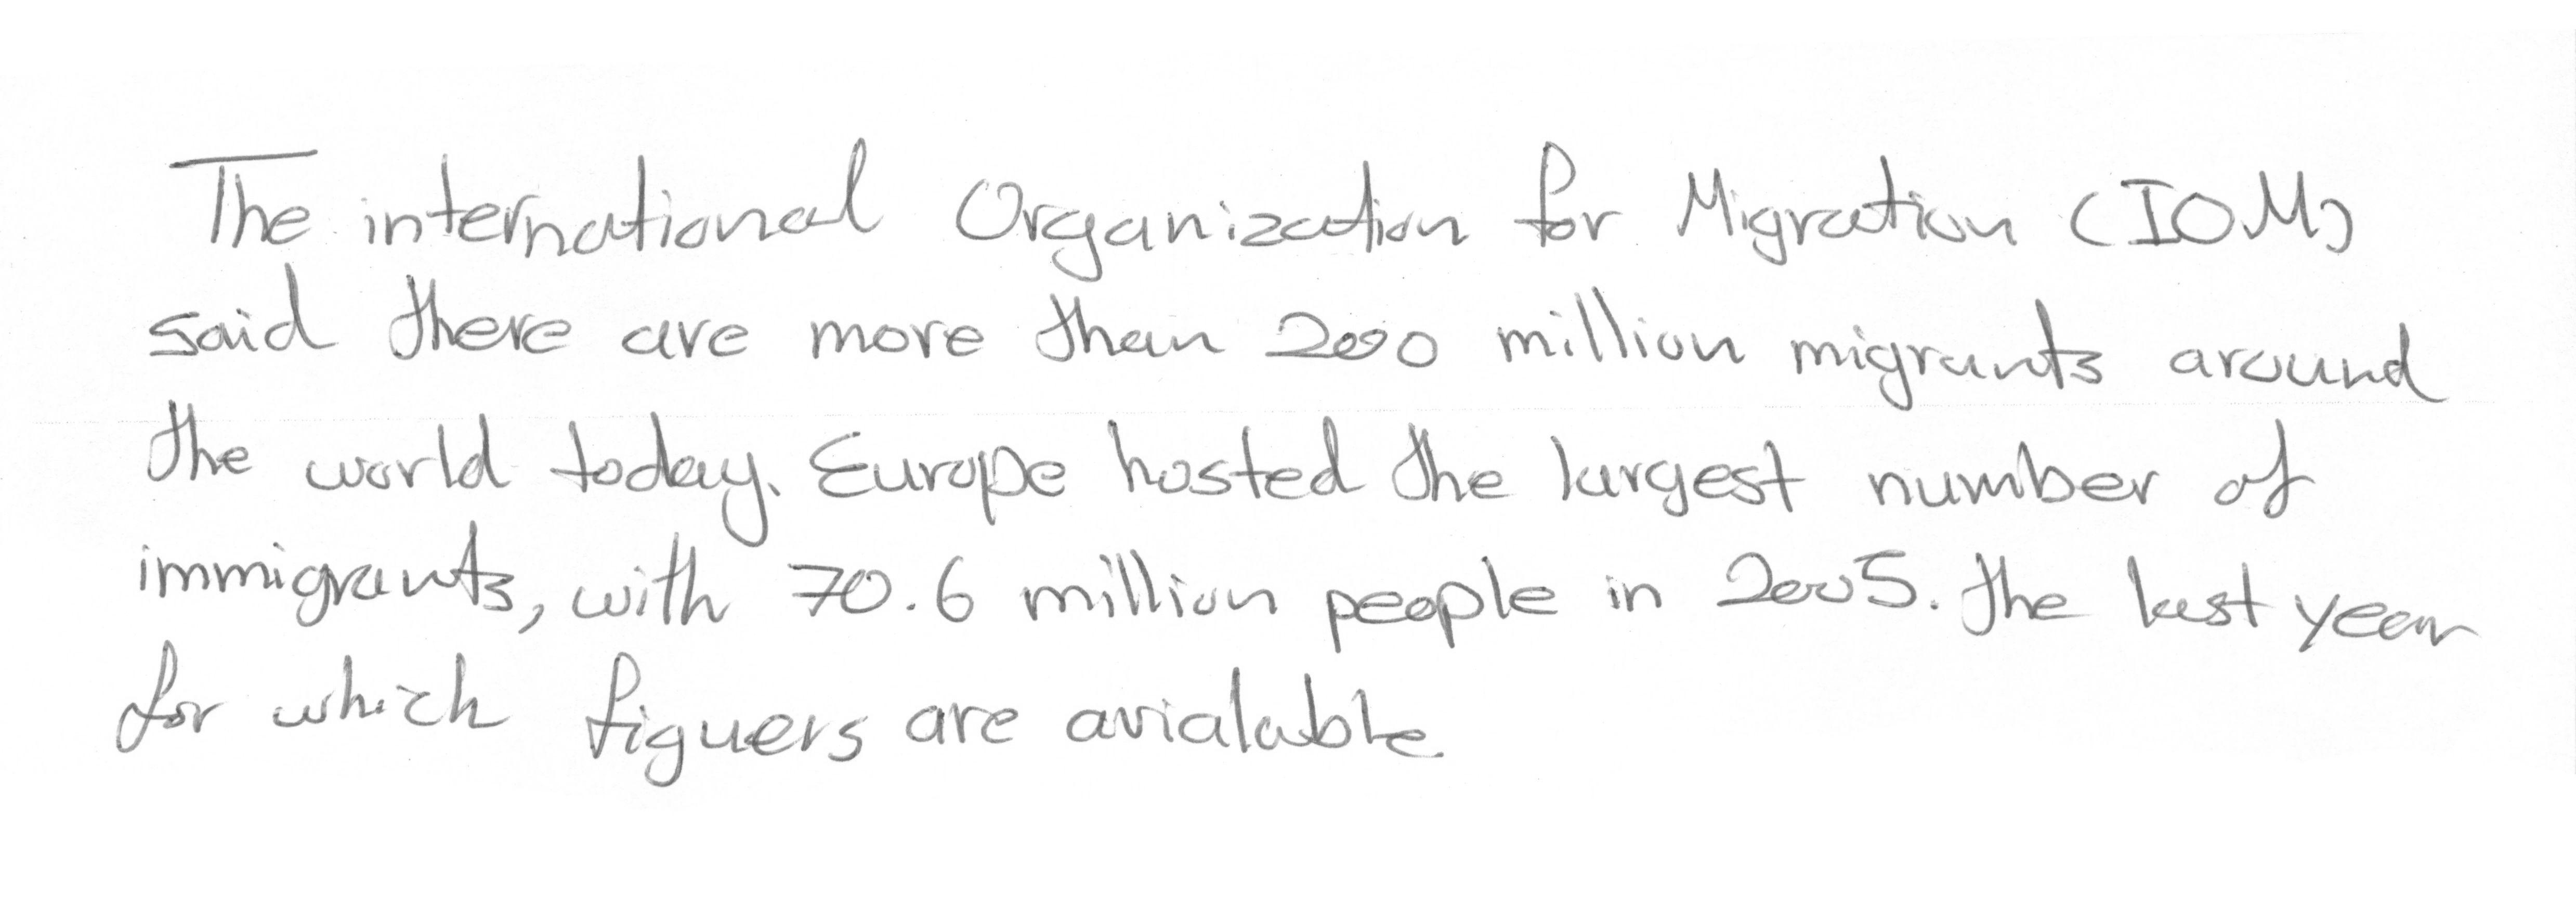 The international Organization for Migration (IOM)
said there are more than 200 million migrants around
the world today. Europe hosted the largest number of
immigrants, with 70.6 million people in 2005. the last year
for which figuers are avialable